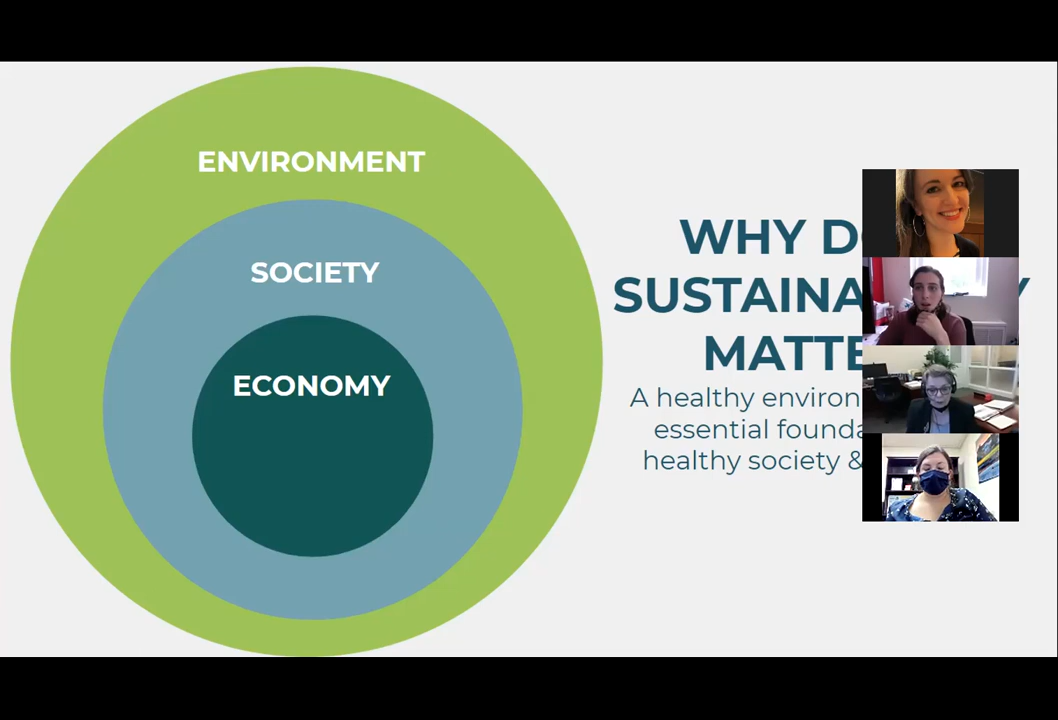 ENVIRONMENT
SOCIETY
ECONOMY
WHY
SUSTAINA Y
MATTE
A healthy environ
essential founda
healthy society &